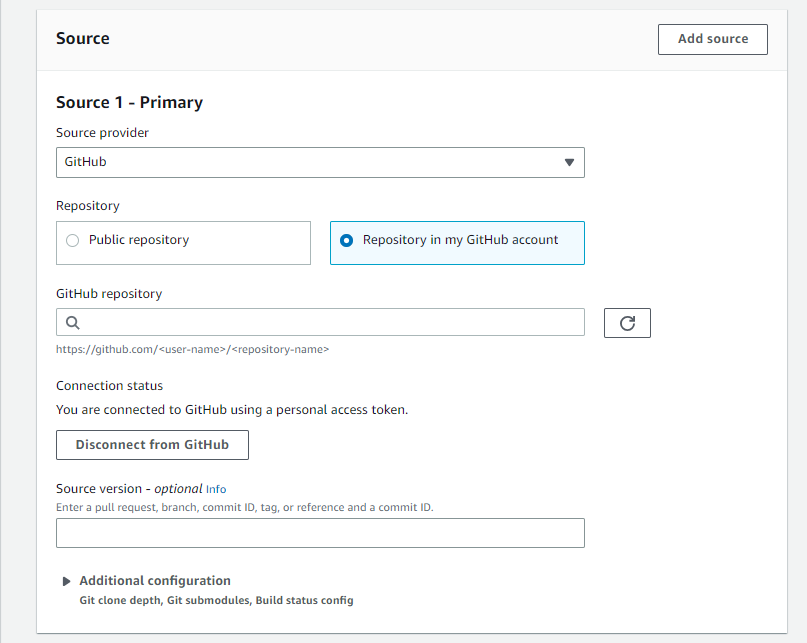 Source
Add source
Source 1 - Primary
Source provider
GitHub
Repository
Public repository
Repository in my GitHub account
GitHub repository
https://github.com/<user-name>/<repository-name>
Connection status
You are connected to GitHub using a personal access token.
Disconnect from GitHub
Source version - optional Info
Enter a pull request, branch, commit ID, tag, or reference and a commit ID.
Additional configuration
Git clone depth, Git submodules, Build status config